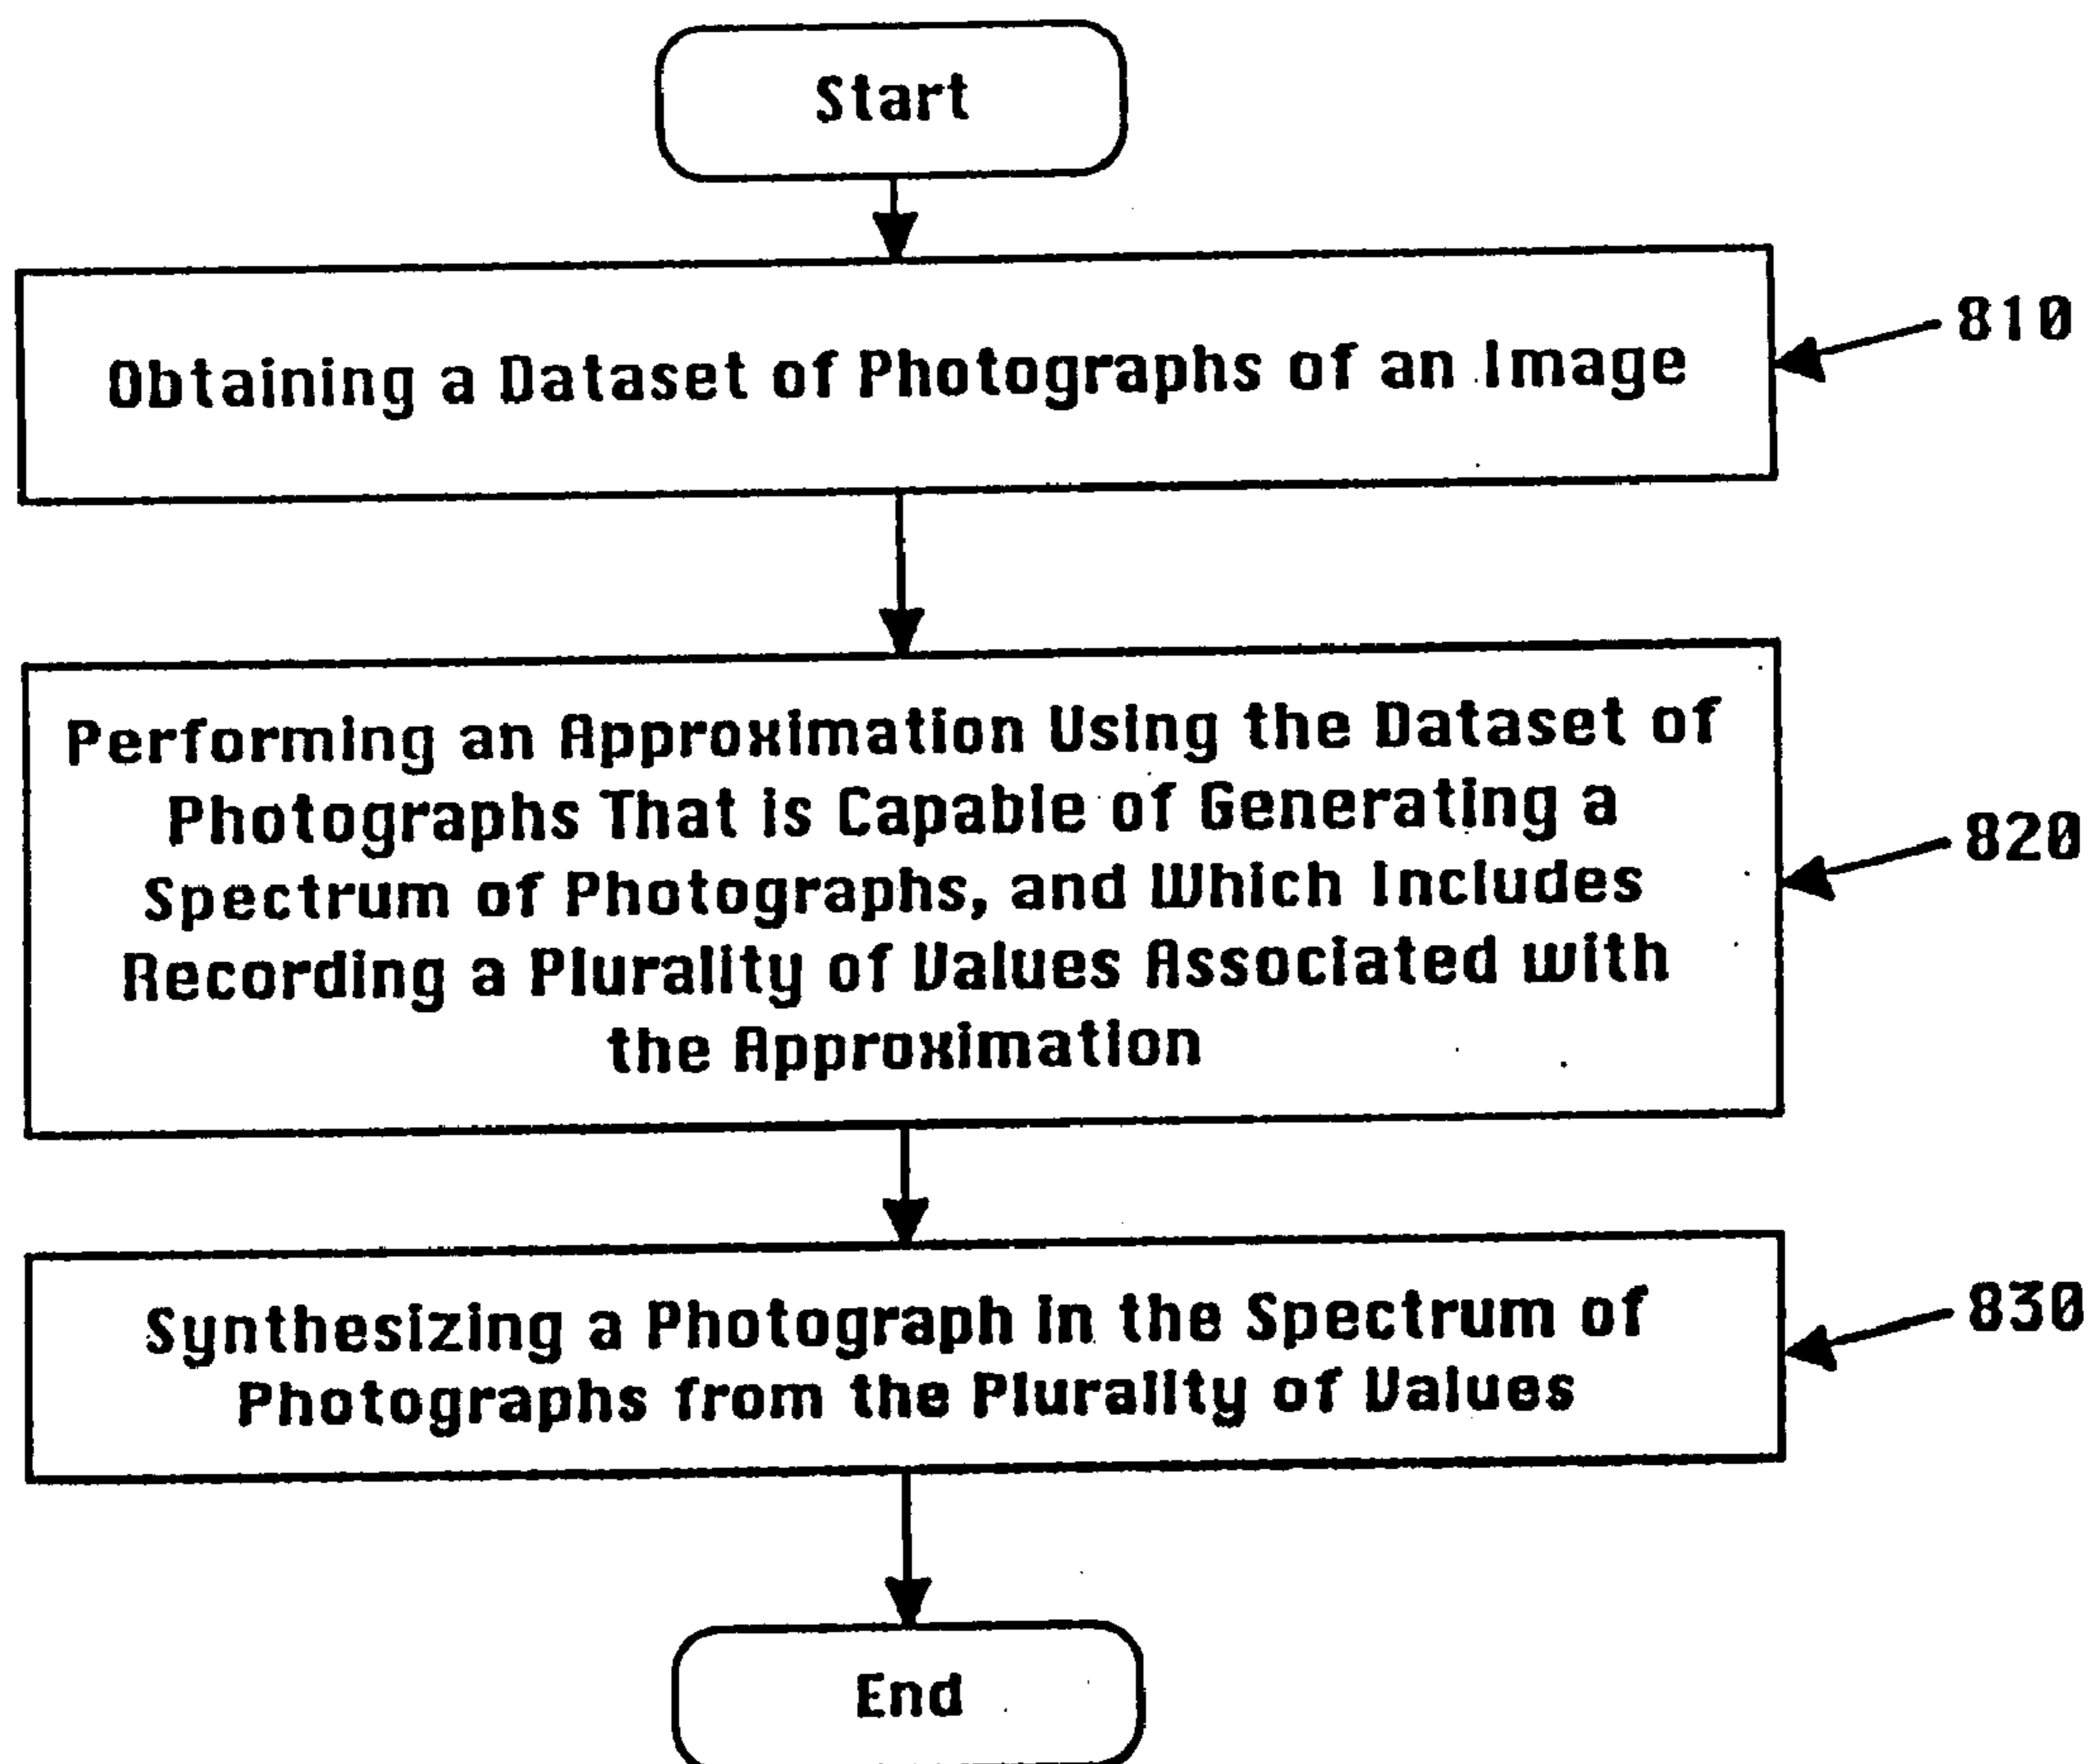 Start
Obtaining a Dataset of Photographs of an Image
810
Performing an Approximation Using the Dataset of
Photographs That is Capable of Generating a
Spectrum of Photographs, and Which Includes
Recording a Plurality of Values Associated with
the Approximation
820
Synthesizing a Photograph in the Spectrum of
Photographs from the Plurality of Values
830
End